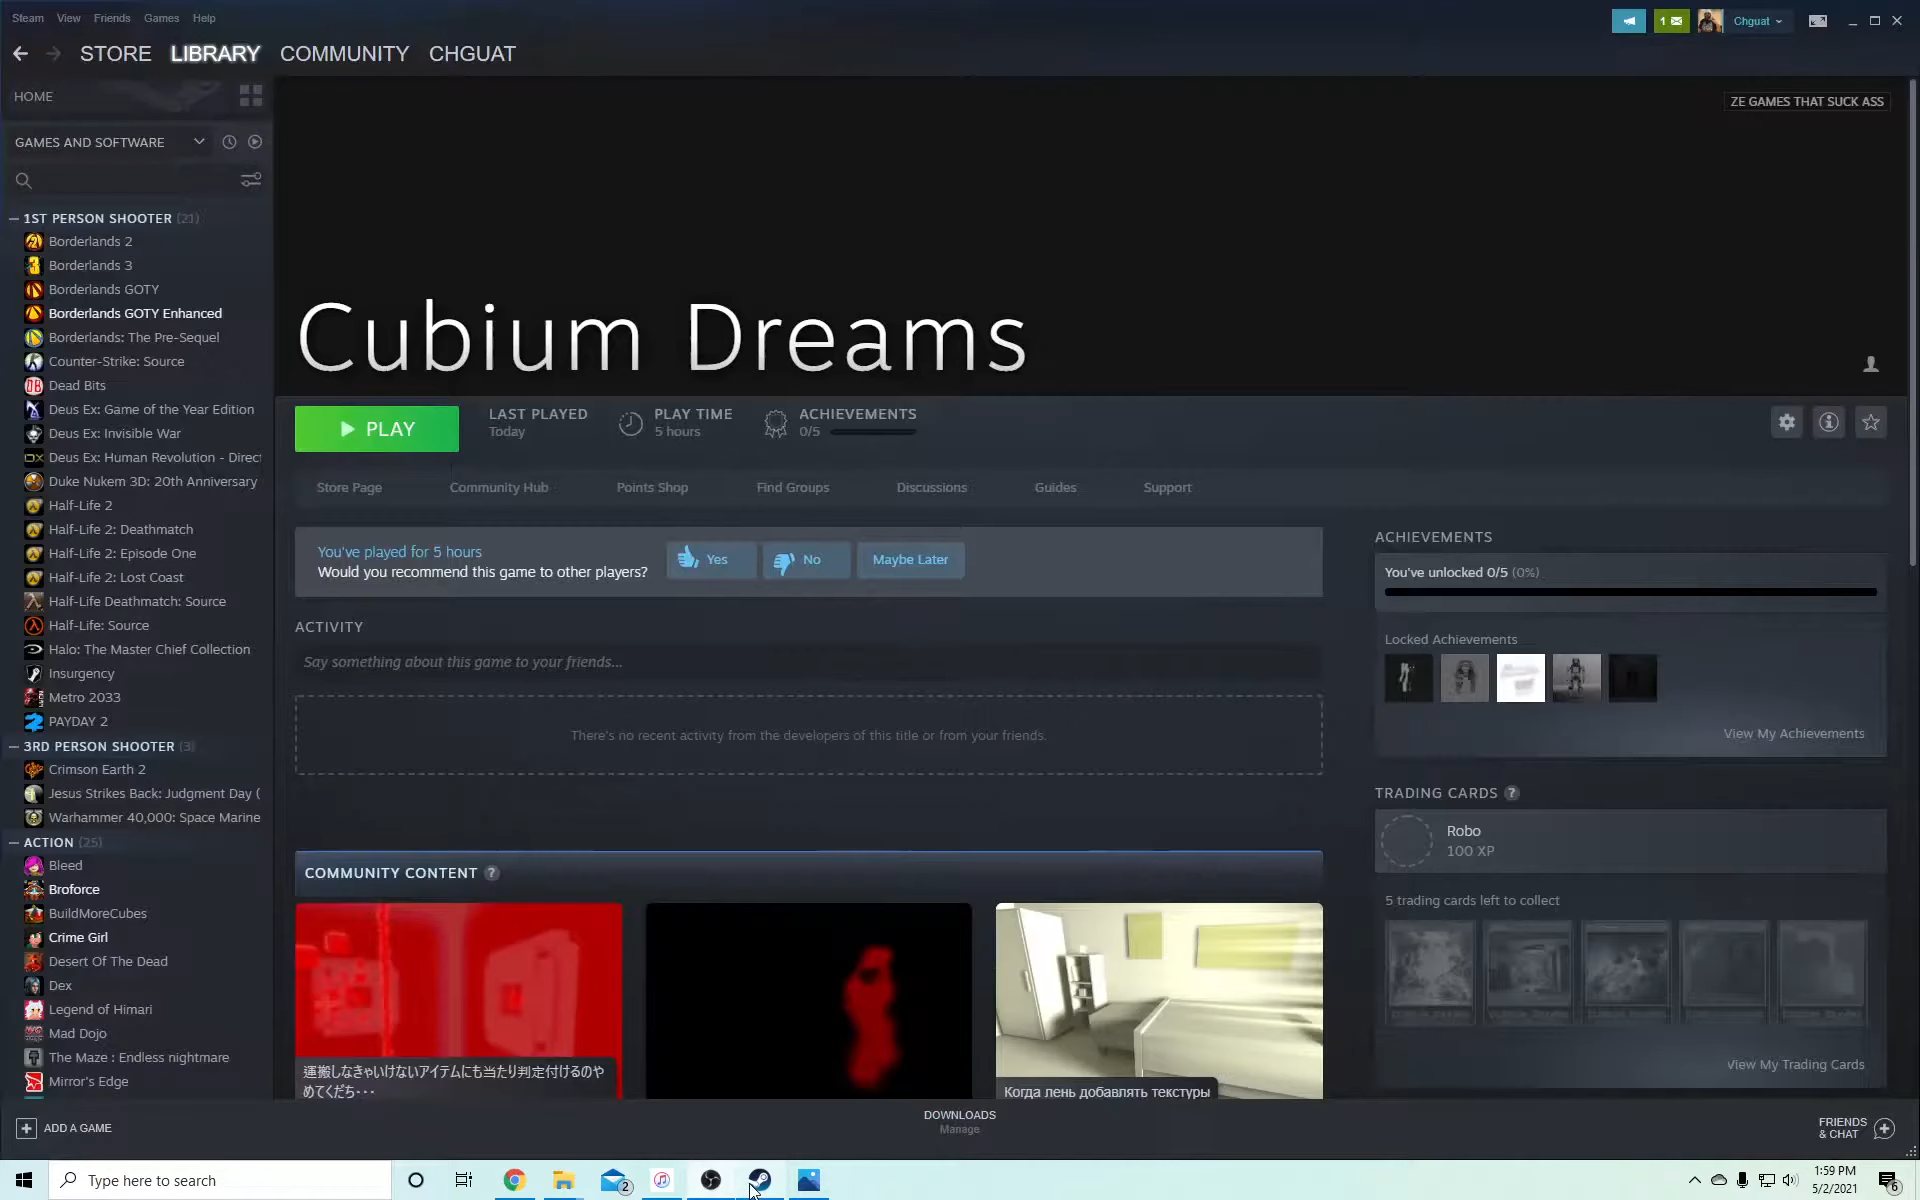 Steam View Friends Games Help
1
Chguat
STORE LIBRARY COMMUNITY CHGUAT
HOME
GAMES AND SOFTWARE
1ST PERSON SHOOTER (21)
Borderlands 2
Borderlands 3
Borderlands GOTY
Borderlands GOTY Enhanced
Borderlands: The Pre-Sequel
Counter-Strike: Source
Dead Bits
Deus Ex: Game of the Year Edition
Deus Ex: Invisible War
Deus Ex: Human Revolution - Direct
Duke Nukem 3D: 20th Anniversary
Half-Life 2
Half-Life 2: Deathmatch
Half-Life 2: Episode One
Half-Life 2: Lost Coast
Half-Life Deathmatch: Source
Half-Life: Source
Halo: The Master Chief Collection
Insurgency
Metro 2033
PAYDAY 2
3RD PERSON SHOOTER (3)
Crimson Earth 2
Jesus Strikes Back: Judgment Day (
Warhammer 40,000: Space Marine
ACTION (25)
Bleed
Broforce
BuildMoreCubes
Crime Girl
Desert Of The Dead
Dex
Legend of Himari
Mad Dojo
The Maze : Endless nightmare
Mirror's Edge
ADD A GAME
ZE GAMES THAT SUCK ASS
Cubium Dreams
PLAY
LAST PLAYED
Today
PLAY TIME
5 hours
ACHIEVEMENTS
0/5
Store Page Community Hub Points Shop Find Groups Discussions Guides Support
You've played for 5 hours
Would you recommend this game to other players?
Yes No Maybe Later
ACTIVITY
Say something about this game to your friends...
There's no recent activity from the developers of this title or from your friends.
COMMUNITY CONTENT ?
運搬しなきゃいけないアイテムにも当たり判定付けるのや
めてくだち･･･
Когда лень добавлять текстуры
ACHIEVEMENTS
You've unlocked 0/5 (0%)
Locked Achievements
View My Achievements
TRADING CARDS ?
Robo
100 XP
5 trading cards left to collect
View My Trading Cards
DOWNLOADS
Manage
FRIENDS
& CHAT
Type here to search
2
1:59 PM
5/2/2021
6